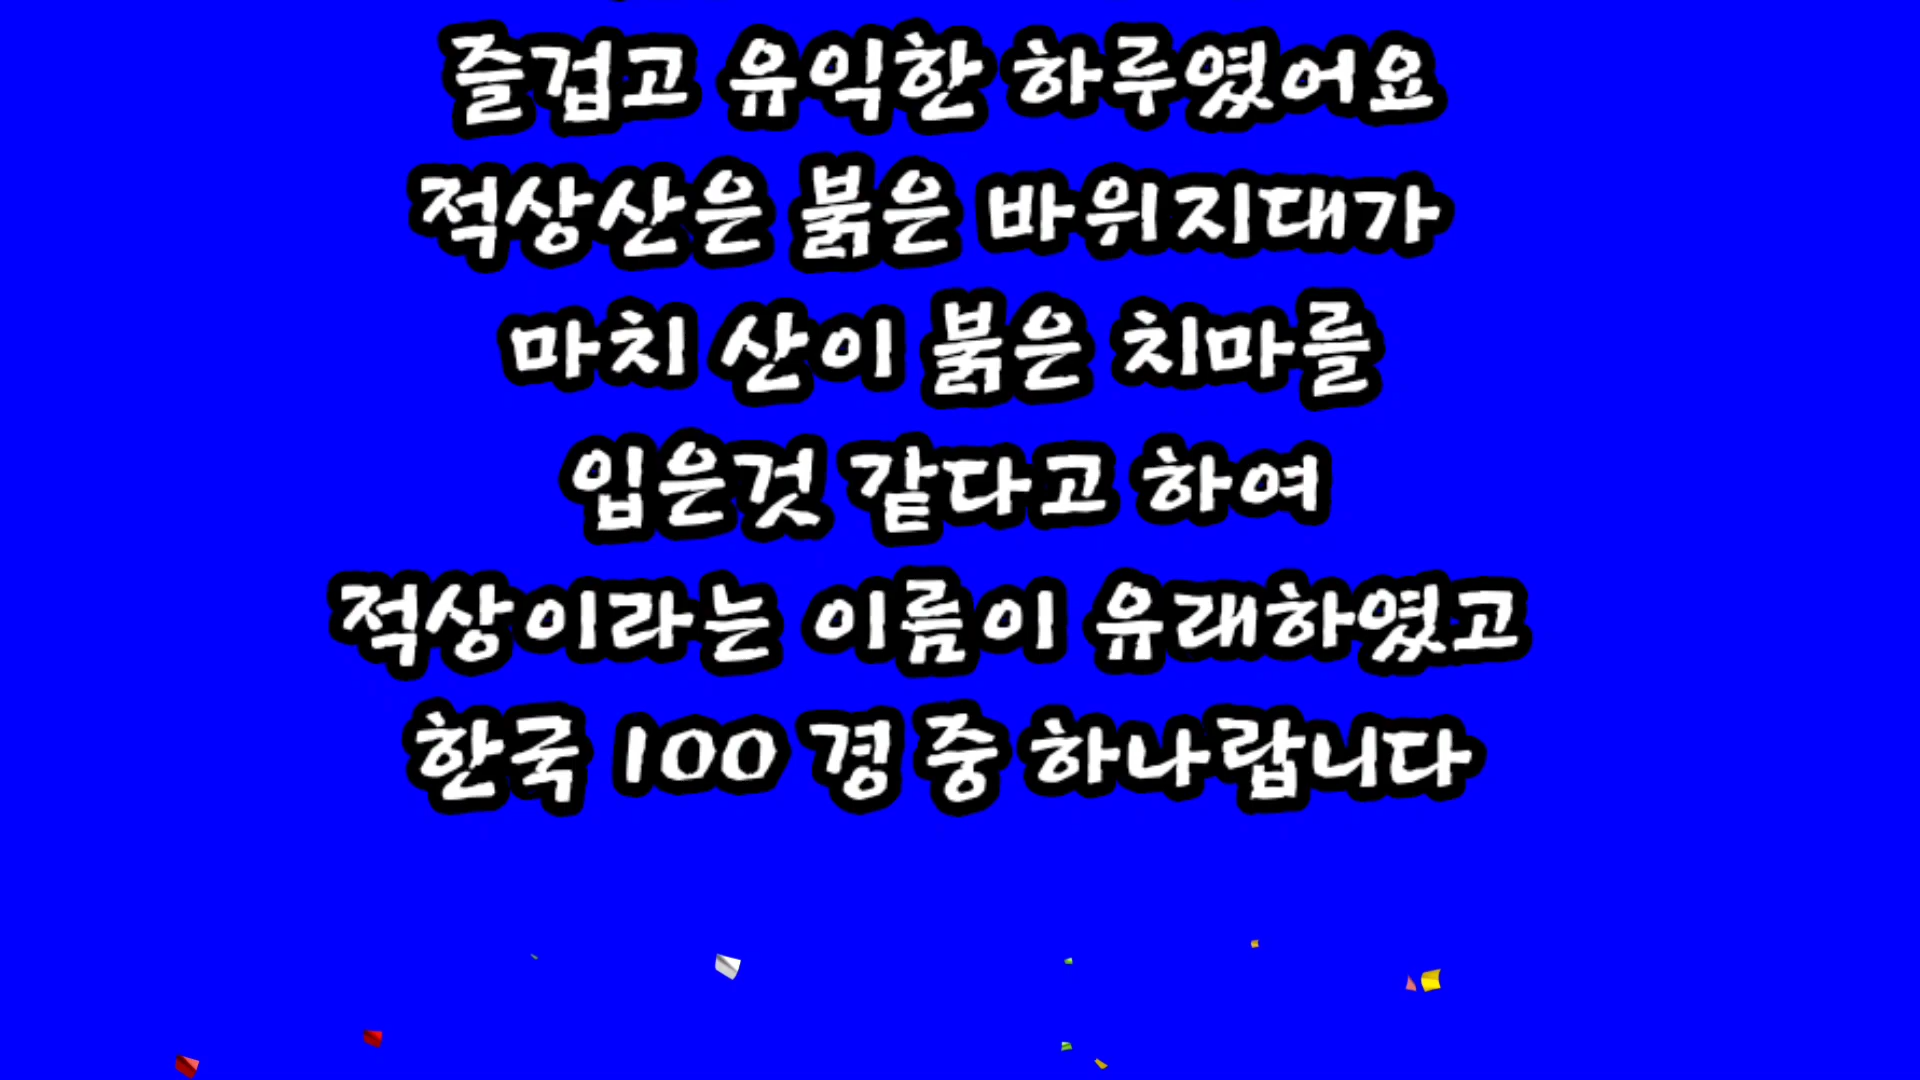 즐겁고 유익한 하루였어요
적상산은 붉은 바위지대가
마치 산이 붉은 치마를
입은것 같다고 하여
적상이라는 이름이 유래하였고
한국 100 경 중 하나랍니다